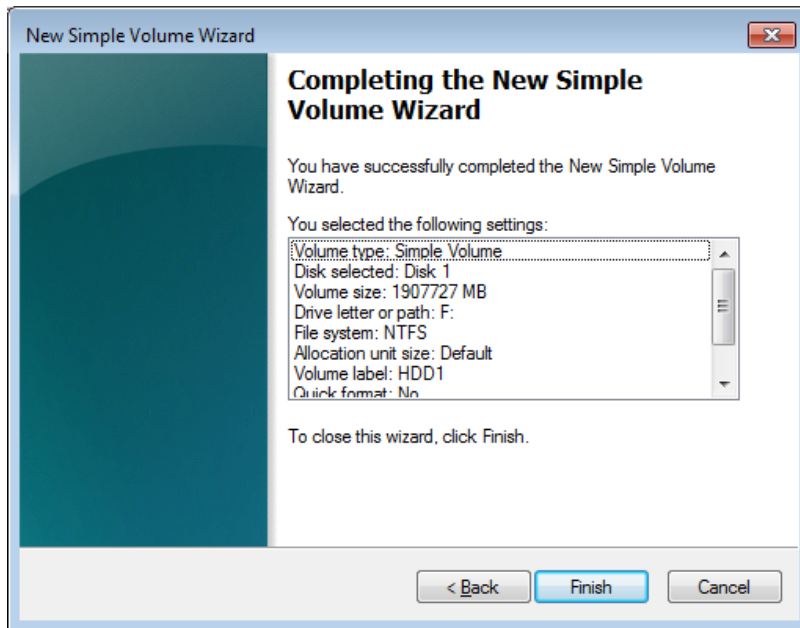 New Simple Volume Wizard
Completing the New Simple
Volume Wizard
You have successfully completed the New Simple Volume
Wizard.
You selected the following settings:
Volume type: Simple Volume
Disk selected: Disk 1
Volume size: 1907727 MB
Drive letter or path: F:
File system: NTFS
Allocation unit size: Default
Volume label: HDD1
Quick format: No
To close this wizard, click Finish.
< Back
Finish
Cancel